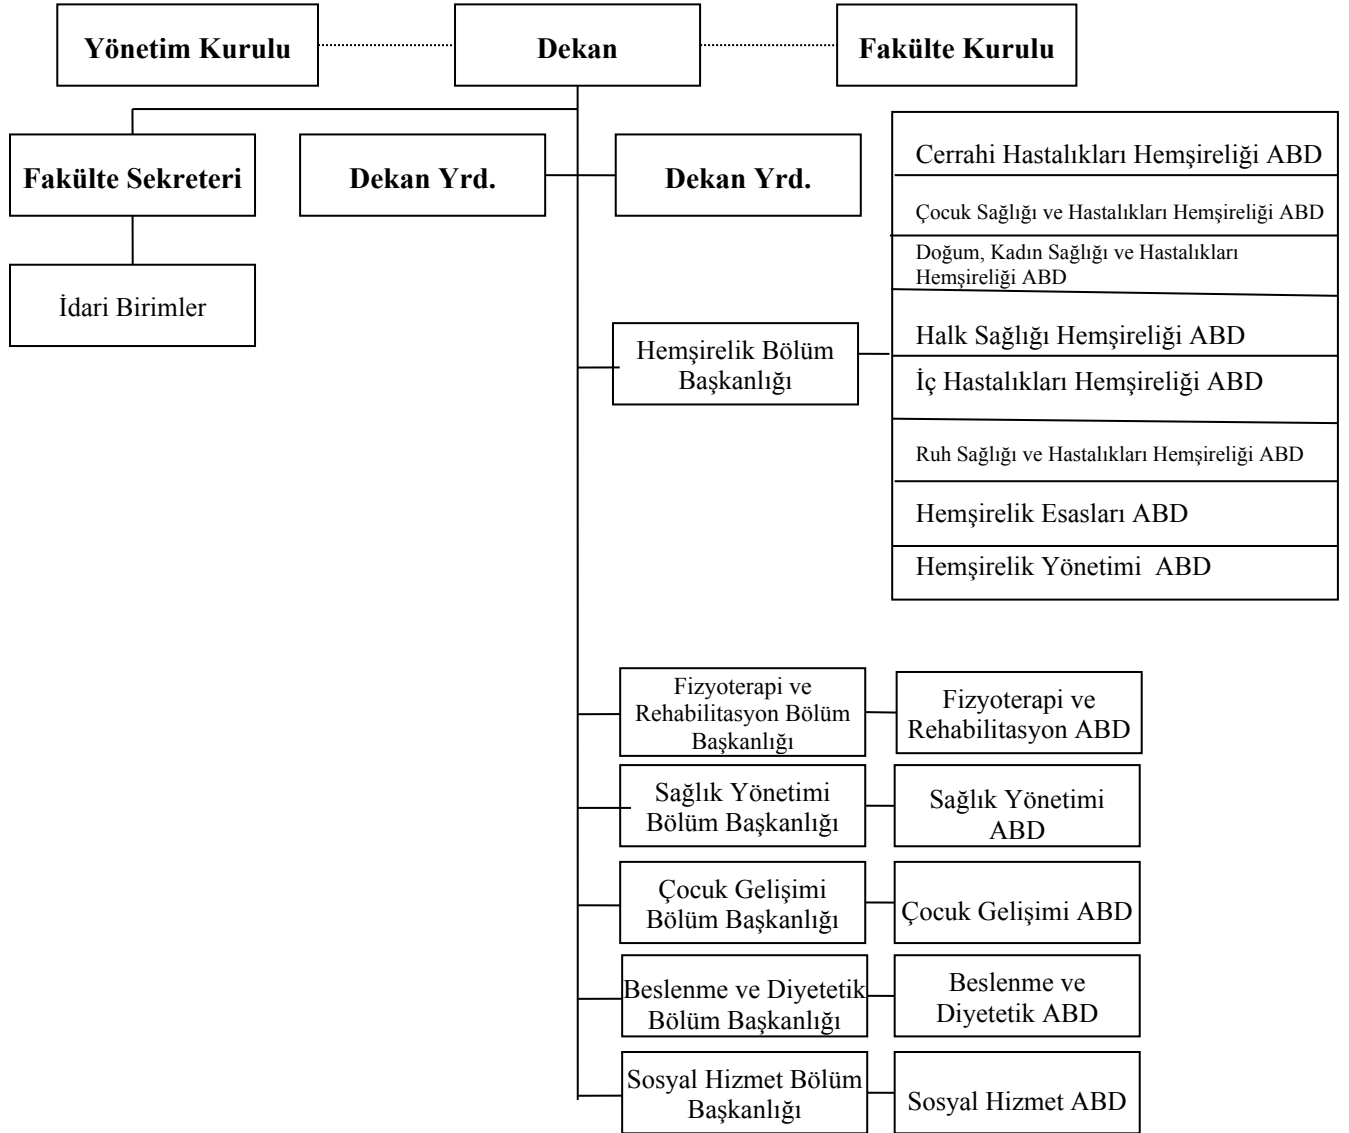 Yönetim Kurulu
Dekan
Fakülte Kurulu
Fakülte Sekreteri
Dekan Yrd.
Dekan Yrd.
İdari Birimler
Hemşirelik Bölüm
Başkanlığı
Cerrahi Hastalıkları Hemşireliği ABD
Çocuk Sağlığı ve Hastalıkları Hemşireliği ABD
Doğum, Kadın Sağlığı ve Hastalıkları
Hemşireliği ABD
Halk Sağlığı Hemşireliği ABD
İç Hastalıkları Hemşireliği ABD
Ruh Sağlığı ve Hastalıkları Hemşireliği ABD
Hemşirelik Esasları ABD
Hemşirelik Yönetimi  ABD
Fizyoterapi ve
Rehabilitasyon Bölüm
Başkanlığı
Fizyoterapi ve
Rehabilitasyon ABD
Sağlık Yönetimi
Bölüm Başkanlığı
Sağlık Yönetimi
ABD
Çocuk Gelişimi
Bölüm Başkanlığı
Çocuk Gelişimi ABD
Beslenme ve Diyetetik
Bölüm Başkanlığı
Beslenme ve
Diyetetik ABD
Sosyal Hizmet Bölüm
Başkanlığı
Sosyal Hizmet ABD